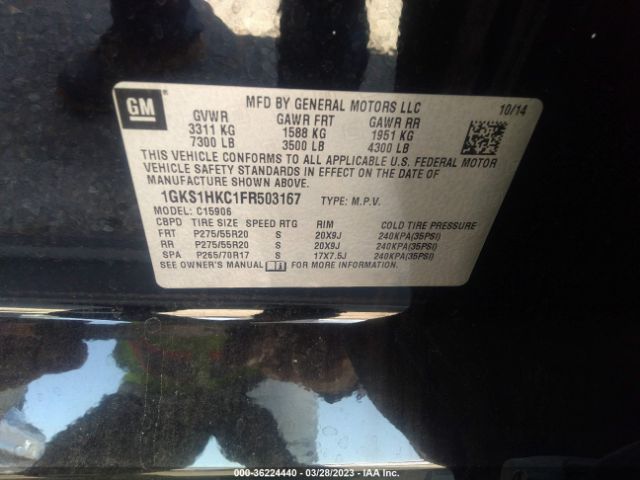 GM
MFD BY GENERAL MOTORS LLC
10/14
GVWR GAWR FRT GAWR RR
3311 KG 1588 KG 1951 KG
7300 LB 3500 LB 4300 LB
THIS VEHICLE CONFORMS TO ALL APPLICABLE U.S. FEDERAL MOTOR
VEHICLE SAFETY STANDARDS IN EFFECT ON THE DATE OF
MANUFACTURE SHOWN ABOVE.
1GKS1HKC1FR503167 TYPE: M.P.V.
MODEL: C15906
CBPD TIRE SIZE SPEED RTG RIM COLD TIRE PRESSURE
FRT P275/55R20 S 20X9J 240KPA(35PSI)
RR P275/55R20 S 20X9J 240KPA(35PSI)
SPA P265/70R17 S 17X7.5J 240KPA(35PSI)
SEE OWNER'S MANUAL FOR MORE INFORMATION.
000-36224440 — 03/28/2023 — IAA Inc.